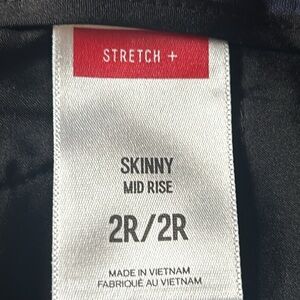 STRETCH +
SKINNY
MID RISE
2R/2R
MADE IN VIETNAM
FABRIQUÉ AU VIETNAM